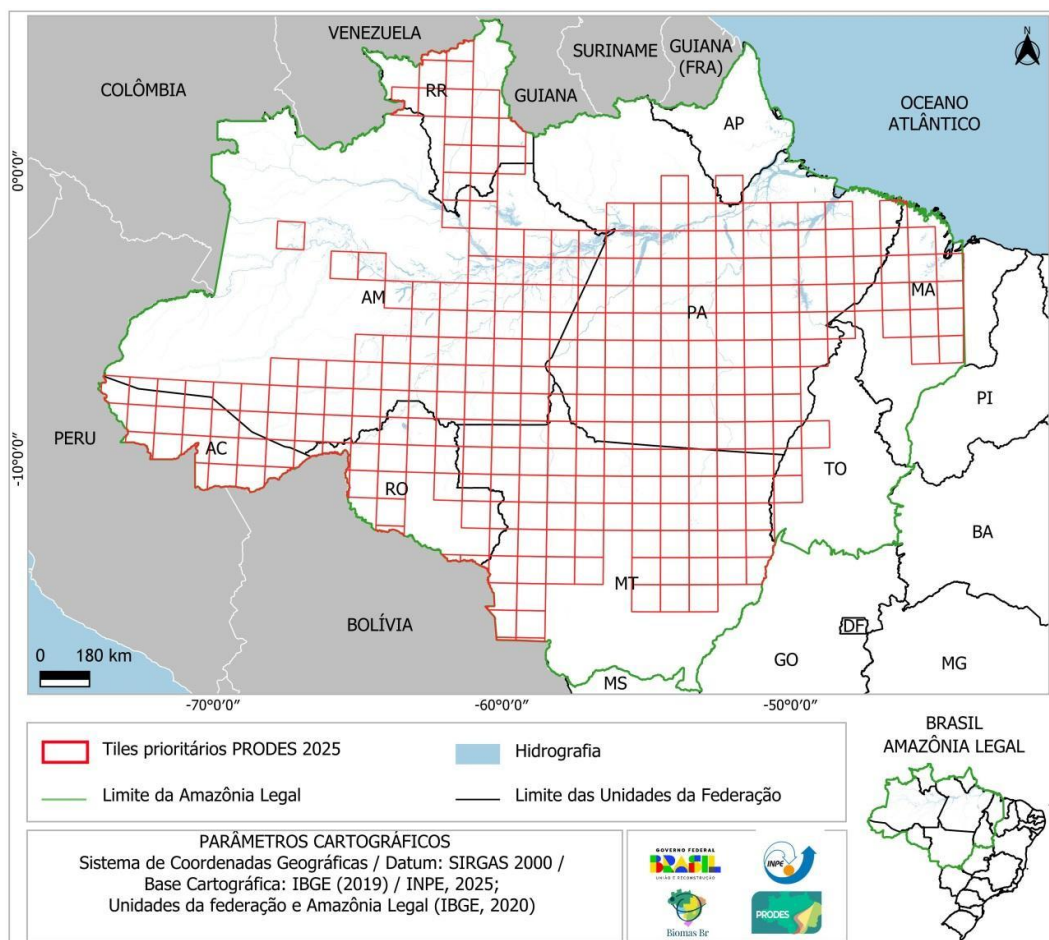 VENEZUELA
SURINAME
GUIANA
(FRA)
COLÔMBIA
GUIANA
RR
AP
OCEANO
ATLÂNTICO
N
0°0'0"
AM
PA
MA
PI
PERU
AC
-10°0'0"
RO
TO
BA
MT
BOLÍVIA
DF
GO
MG
MS
0 180 km
-70°0'0" -60°0'0" -50°0'0"
Tiles prioritários PRODES 2025
Hidrografia
Limite da Amazônia Legal
Limite das Unidades da Federação
BRASIL
AMAZÔNIA LEGAL
PARÂMETROS CARTOGRÁFICOS
Sistema de Coordenadas Geográficas / Datum: SIRGAS 2000 /
Base Cartográfica: IBGE (2019) / INPE, 2025;
Unidades da federação e Amazônia Legal (IBGE, 2020)
GOVERNO FEDERAL
BRASIL
UNIÃO E RECONSTRUÇÃO
INPE
Biomas Br
PRODES